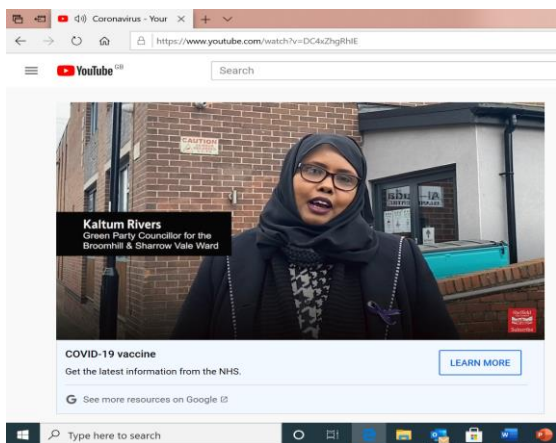 Coronavirus - Your
https://www.youtube.com/watch?v=DC4xZhgRhIE
YouTube GB
Search
CAUTION
Kaltum Rivers
Green Party Councillor for the
Broomhill & Sharrow Vale Ward
Subscribe
COVID-19 vaccine
Get the latest information from the NHS.
LEARN MORE
G See more resources on Google
Type here to search